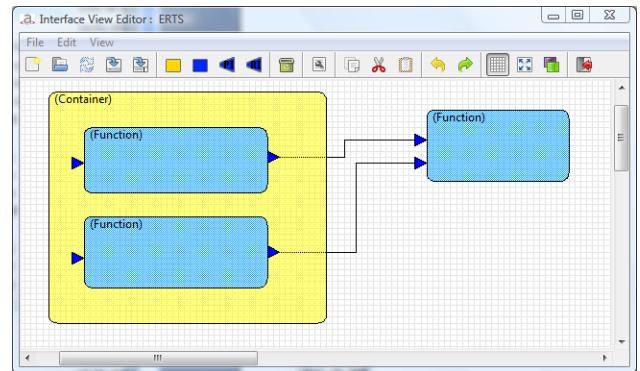 .a. Interface View Editor : ERTS
File Edit View
(Container)
(Function)
(Function)
(Function)